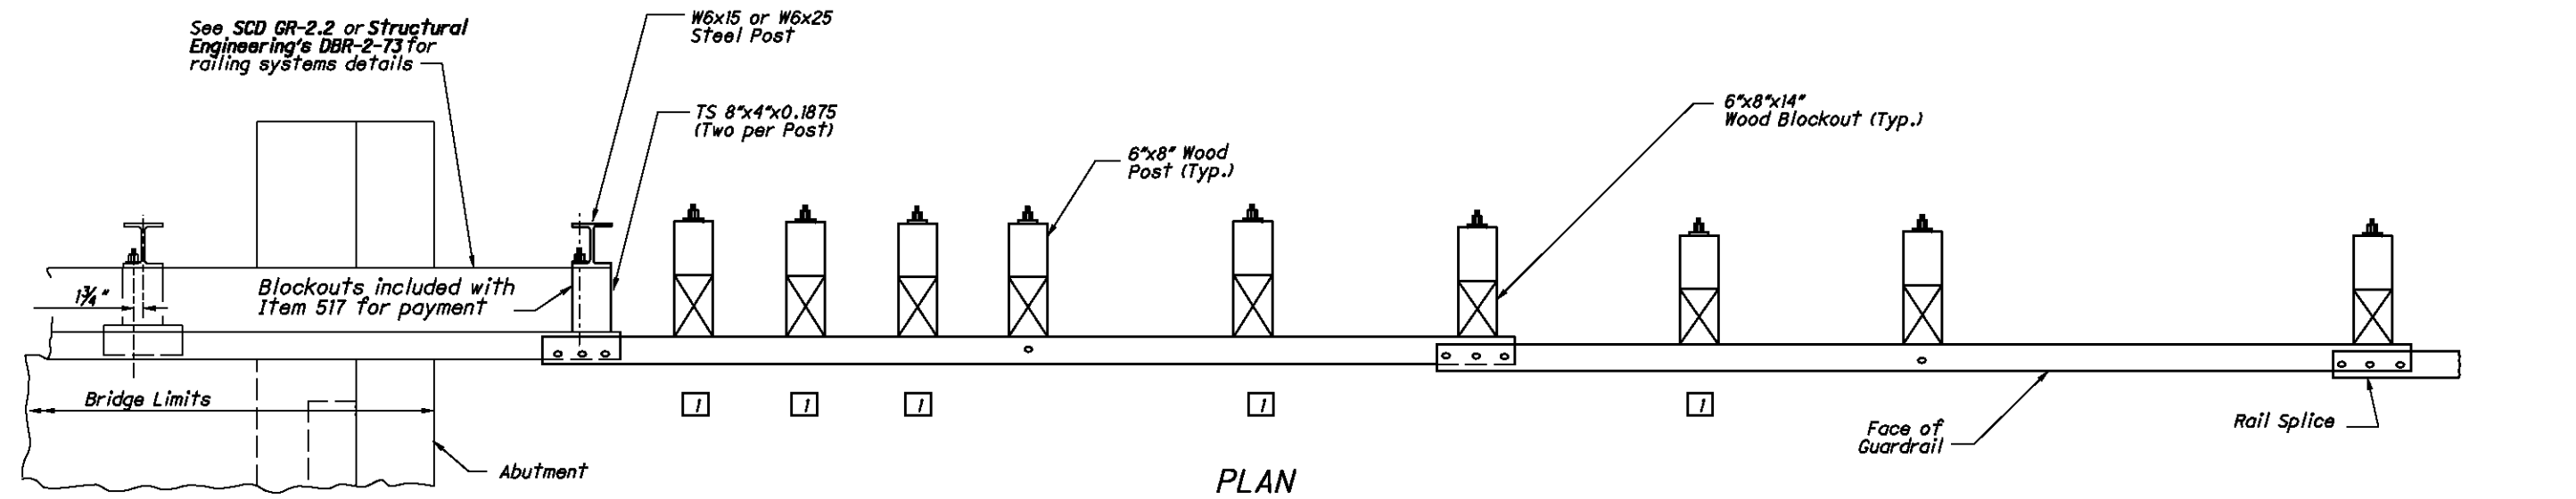 See SCD GR-2.2 or Structural
Engineering's DBR-2-73 for
railing systems details
W6x15 or W6x25
Steel Post
TS 8"x4"x0.1875
(Two per Post)
6"x8" Wood
Post (Typ.)
6"x8"x14"
Wood Blockout (Typ.)
1¾"
Blockouts included with
Item 517 for payment
Bridge Limits
1
1
1
1
1
Face of
Guardrail
Rail Splice
Abutment
PLAN